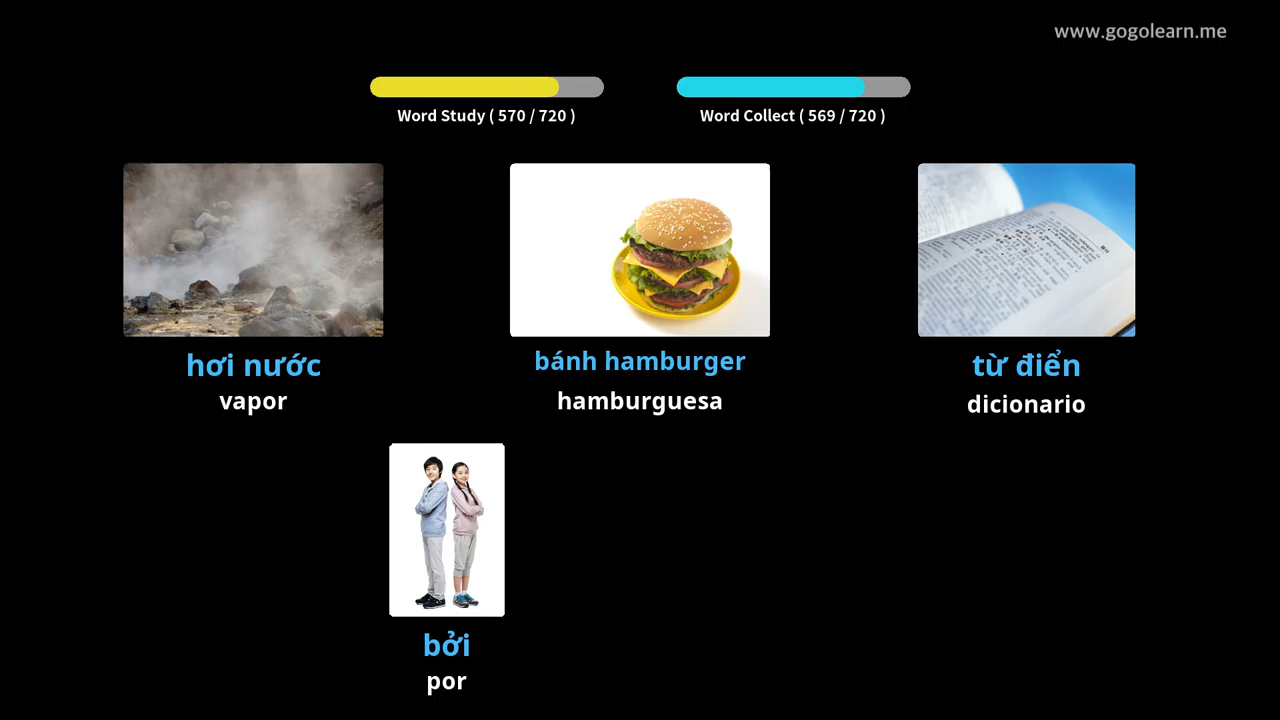 www.gogolearn.me
Word Study ( 570 / 720 )
Word Collect ( 569 / 720 )
hơi nước
vapor
bánh hamburger
hamburguesa
từ điển
dicionario
bởi
por